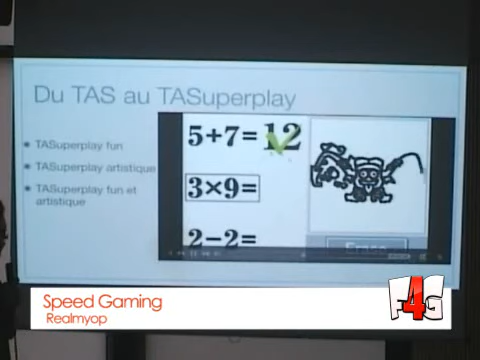 Du TAS au TASuperplay
TASuperplay fun
TASuperplay artistique
TASuperplay fun et
artistique
5+7=12
3×9=
2-2=
Erase
Speed Gaming
Realmyop
F4G